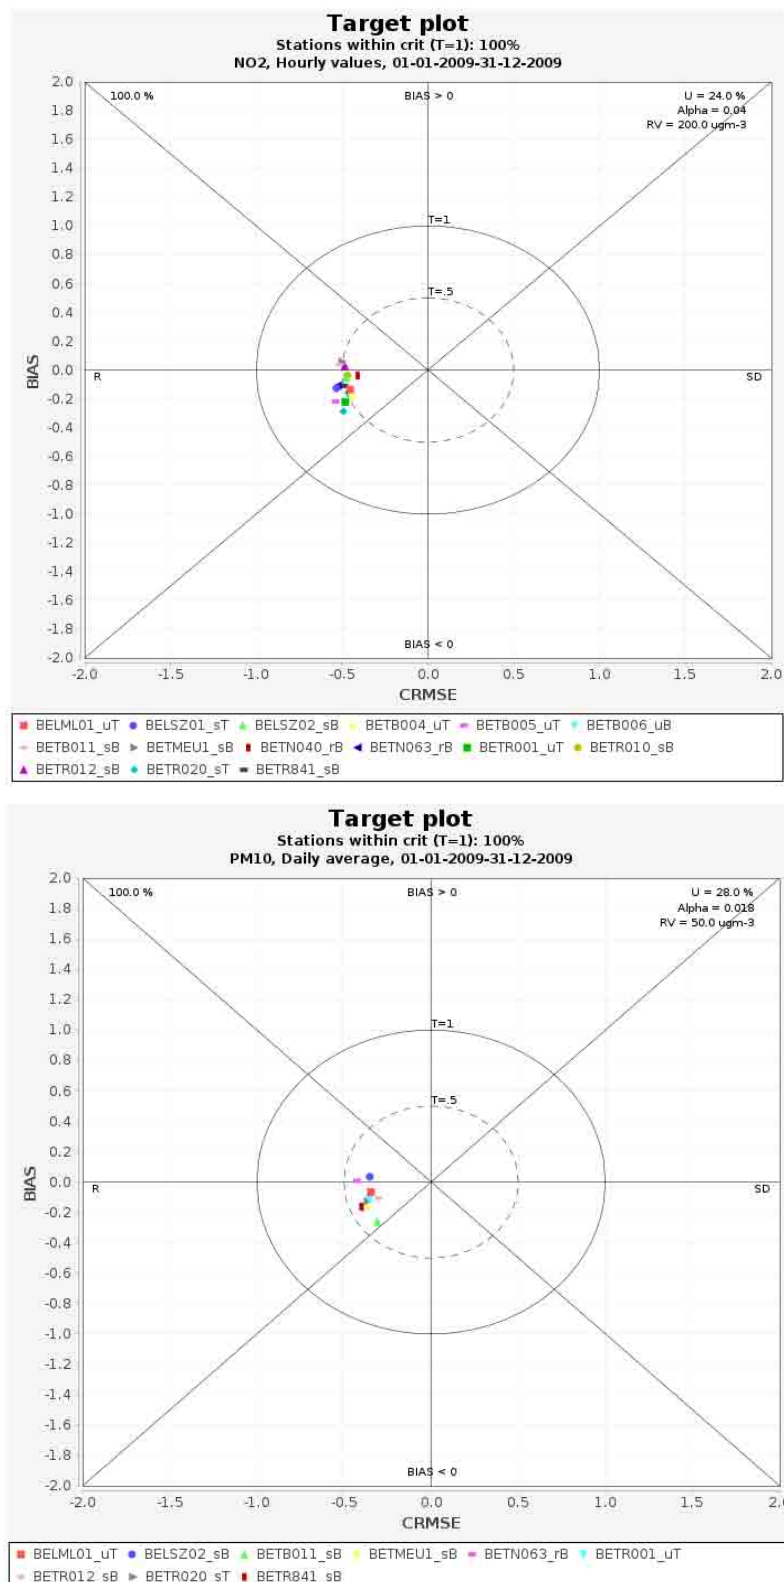 Target plot
Stations within crit (T=1): 100%
NO2, Hourly values, 01-01-2009-31-12-2009
2.0
100.0 %
BIAS > 0
U = 24.0 %
1.8
Alpha = 0.04
RV = 200.0 ugm-3
1.6
1.4
1.2
1.0
T=1
0.8
0.6
T=.5
0.4
0.2
BIAS
0.0
R
SD
-0.2
-0.4
-0.6
-0.8
-1.0
-1.2
-1.4
-1.6
-1.8
BIAS < 0
-2.0
-2.0 -1.5 -1.0 -0.5 0.0 0.5 1.0 1.5 2.0
CRMSE
BELML01_uT BELSZ01_sT BELSZ02_sB BETB004_uT BETB005_uT BETB006_uB
BETB011_sB BETMEU1_sB BETN040_rB BETN063_rB BETR001_uT BETR010_sB
BETR012_sB BETR020_sT BETR841_sB
Target plot
Stations within crit (T=1): 100%
PM10, Daily average, 01-01-2009-31-12-2009
2.0
100.0 %
BIAS > 0
U = 28.0 %
1.8
Alpha = 0.018
RV = 50.0 ugm-3
1.6
1.4
1.2
1.0
T=1
0.8
0.6
T=.5
0.4
0.2
BIAS
0.0
R
SD
-0.2
-0.4
-0.6
-0.8
-1.0
-1.2
-1.4
-1.6
-1.8
BIAS < 0
-2.0
-2.0 -1.5 -1.0 -0.5 0.0 0.5 1.0 1.5 2.0
CRMSE
BELML01_uT BELSZ02_sB BETB011_sB BETMEU1_sB BETN063_rB BETR001_uT
BETR012_sB BETR020_sT BETR841_sB